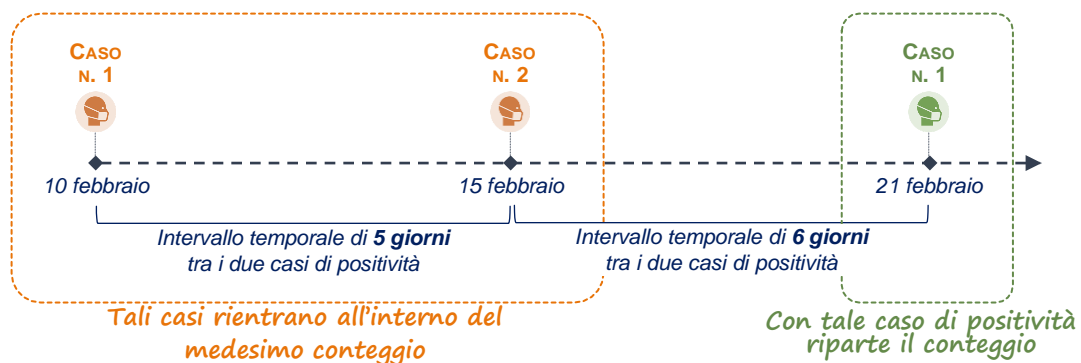 CASO
N. 1
CASO
N. 2
CASO
N. 1
10 febbraio
15 febbraio
21 febbraio
Intervallo temporale di 5 giorni
tra i due casi di positività
Intervallo temporale di 6 giorni
tra i due casi di positività
Tali casi rientrano all'interno del
medesimo conteggio
Con tale caso di positività
riparte il conteggio